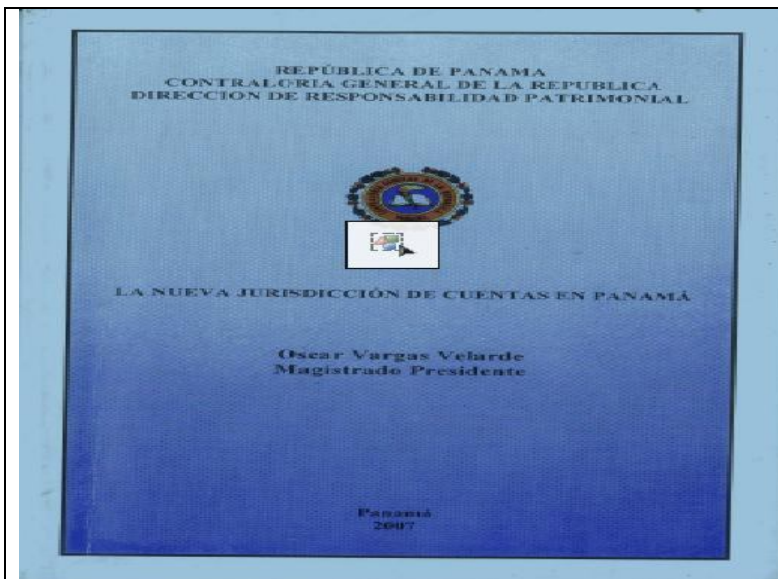 REPÚBLICA DE PANAMA
CONTRALORIA GENERAL DE LA REPUBLICA
DIRECCION DE RESPONSABILIDAD PATRIMONIAL
LA NUEVA JURISDICCIÓN DE CUENTAS EN PANAMÁ
Oscar Vargas Velarde
Magistrado Presidente
Panamá
2007